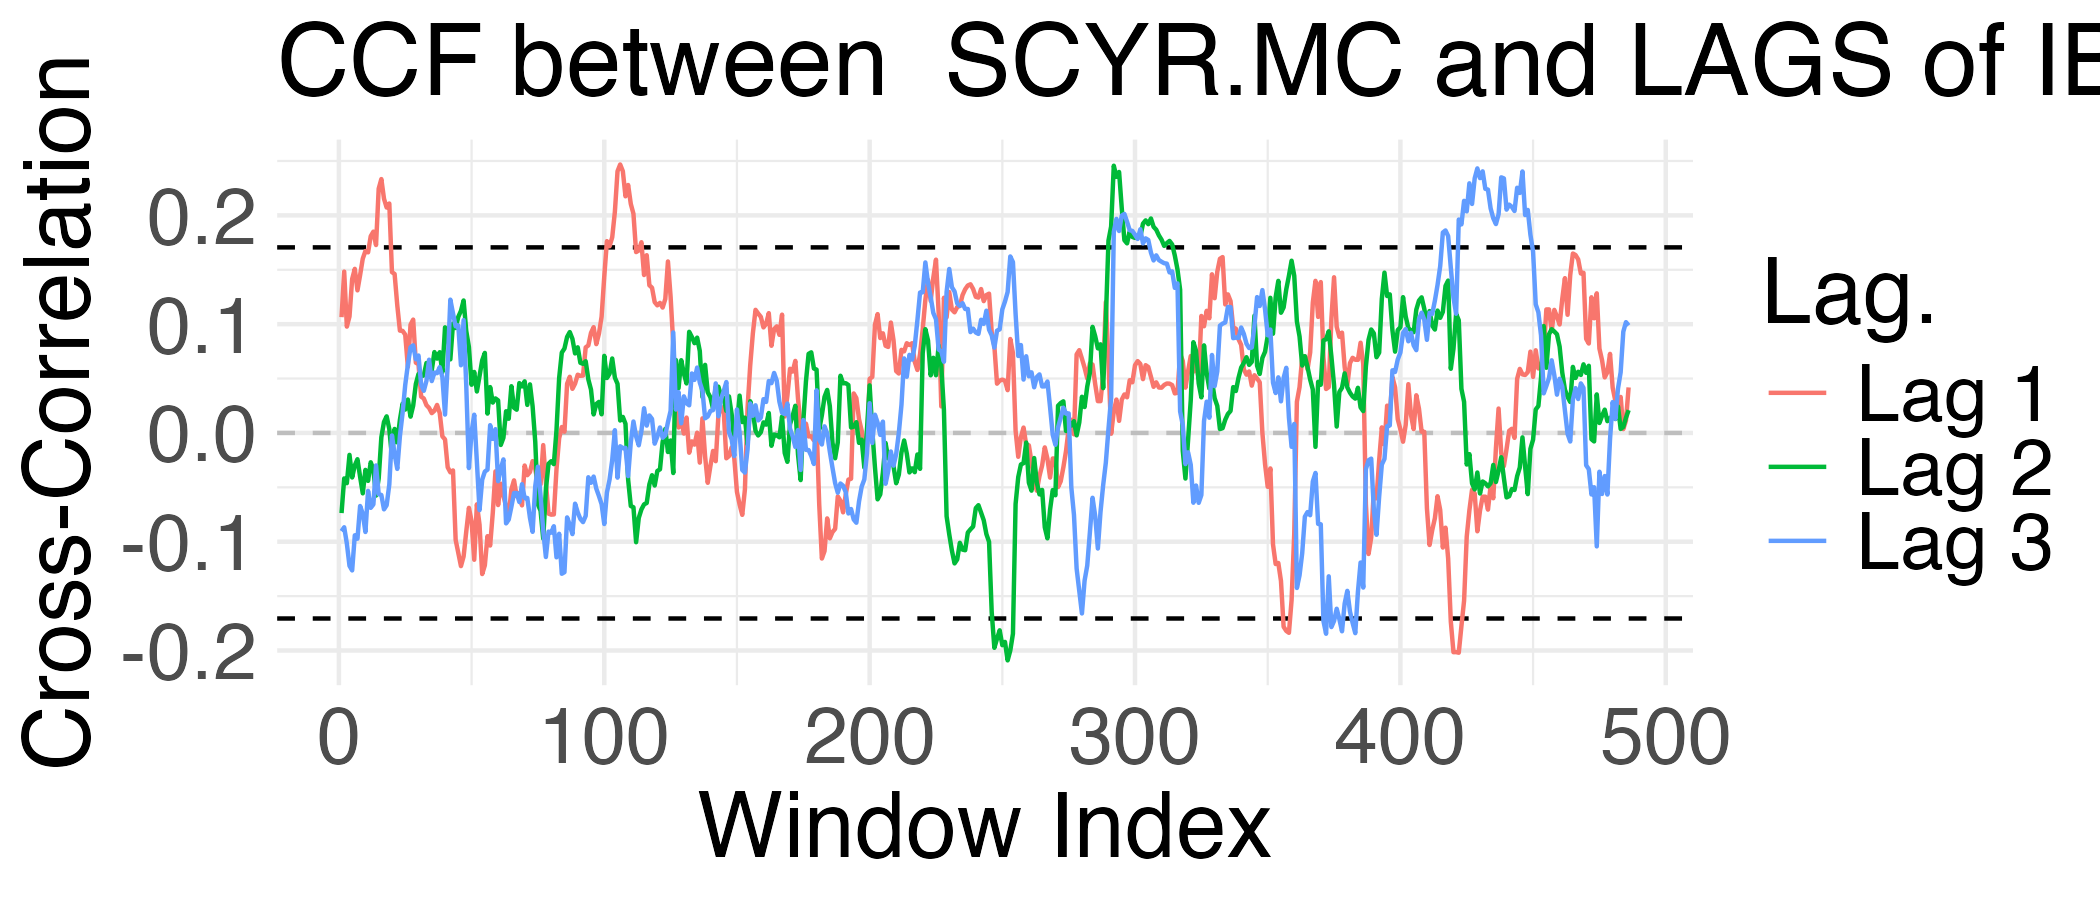 CCF between  SCYR.MC and LAGS of IE
Cross-Correlation
0.2
0.1
0.0
-0.1
-0.2
0 100 200 300 400 500
Window Index
Lag.
Lag 1
Lag 2
Lag 3